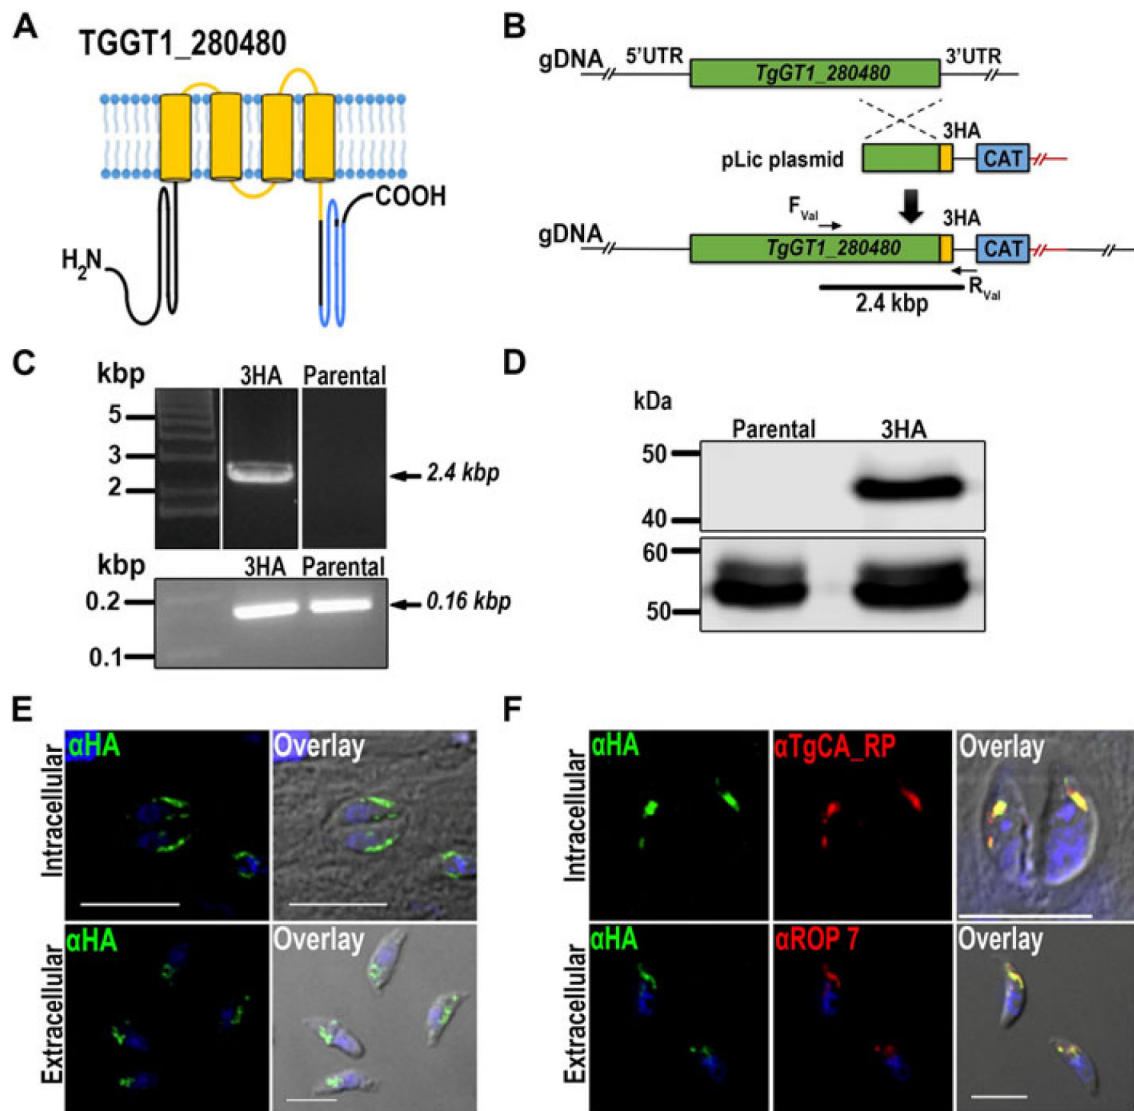 A
TGGT1_280480
COOH
H2N
B
gDNA
5'UTR
3'UTR
TgGT1_280480
3HA
pLic plasmid
CAT
FVal
3HA
gDNA
TgGT1_280480
CAT
RVal
2.4 kbp
C
kbp
3HA
Parental
5
3
2
2.4 kbp
kbp
3HA
Parental
0.2
0.1
0.16 kbp
D
kDa
Parental
3HA
50
40
60
50
E
Intracellular
αHA
Overlay
Extracellular
αHA
Overlay
F
Intracellular
αHA
αTgCA_RP
Overlay
Extracellular
αHA
αROP 7
Overlay